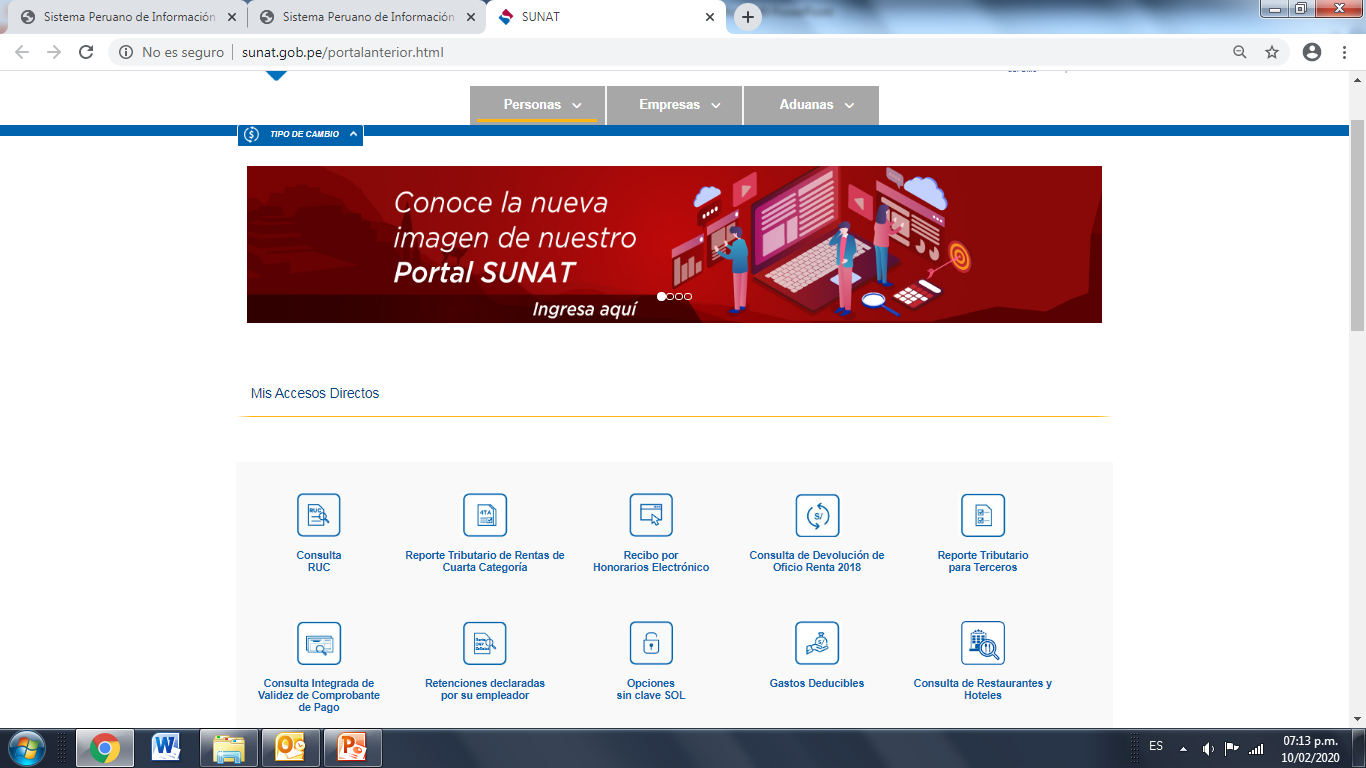 Sistema Peruano de Información
Sistema Peruano de Información
SUNAT
No es seguro
sunat.gob.pe/portalanterior.html
Personas
Empresas
Aduanas
TIPO DE CAMBIO
Conoce la nueva
imagen de nuestro
Portal SUNAT
Ingresa aquí
Mis Accesos Directos
Consulta
RUC
Reporte Tributario de Rentas de
Cuarta Categoría
Recibo por
Honorarios Electrónico
Consulta de Devolución de
Oficio Renta 2018
Reporte Tributario
para Terceros
Consulta Integrada de
Validez de Comprobante
de Pago
Retenciones declaradas
por su empleador
Opciones
sin clave SOL
Gastos Deducibles
Consulta de Restaurantes y
Hoteles
ES
07:13 p.m.
10/02/2020